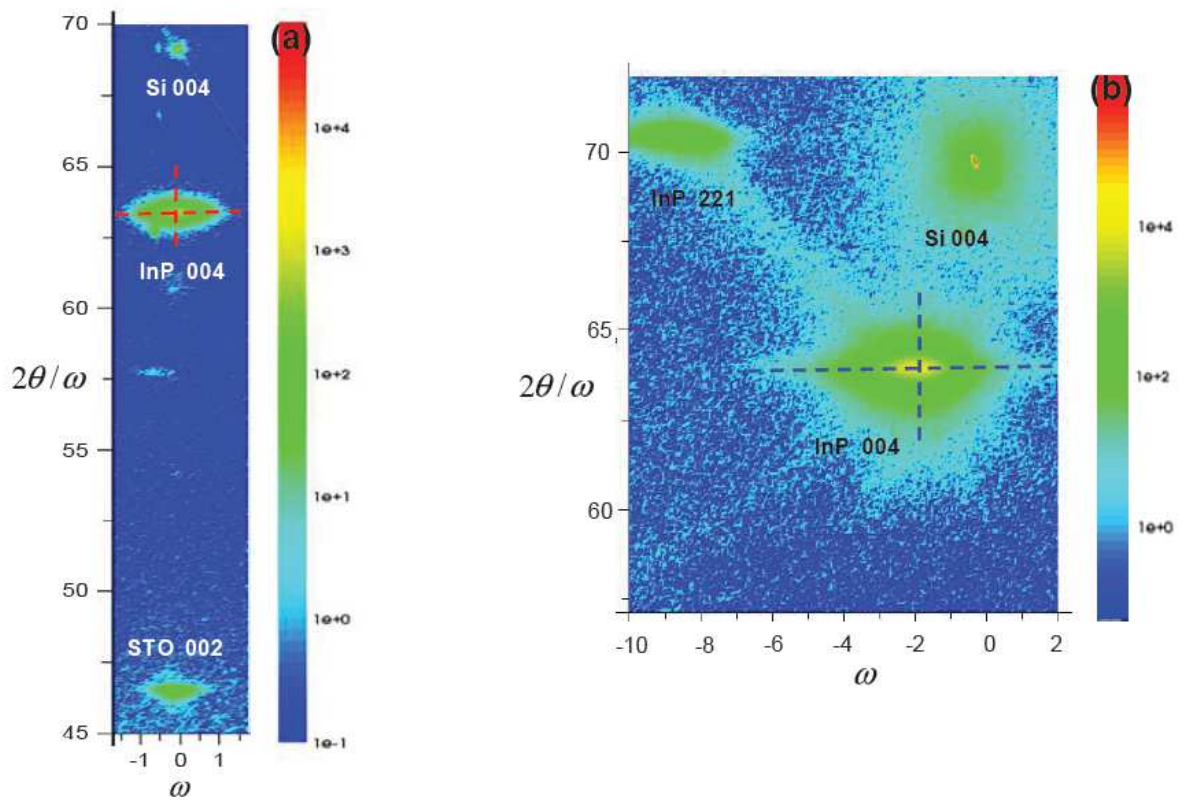 (a)
70
65
60
55
50
45
2θ/ω
Si 004
InP 004
STO 002
-1 0 1
ω
1e+4
1e+3
1e+2
1e+1
1e+0
1e-1
(b)
70
65
60
2θ/ω
InP 221
Si 004
InP 004
-10 -8 -6 -4 -2 0 2
ω
1e+4
1e+2
1e+0